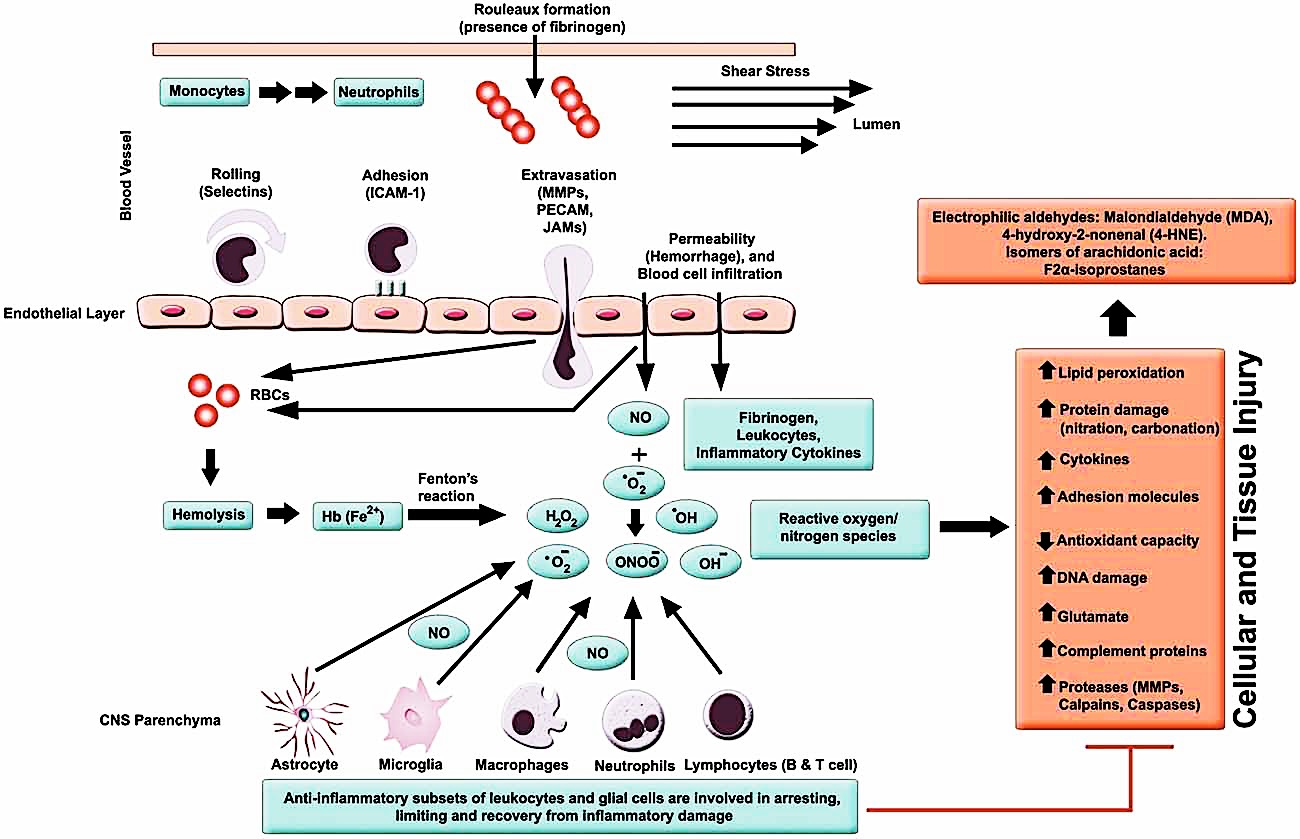 Rouleaux formation
(presence of fibrinogen)
Monocytes
Neutrophils
Shear Stress
Lumen
Blood Vessel
Rolling
(Selectins)
Adhesion
(ICAM-1)
Extravasation
(MMPs,
PECAM,
JAMs)
Permeability
(Hemorrhage), and
Blood cell infiltration
Endothelial Layer
RBCs
NO
+
Fibrinogen,
Leukocytes,
Inflammatory Cytokines
•O₂⁻
Hemolysis
Hb (Fe²⁺)
Fenton's
reaction
H₂O₂
•OH
•O₂⁻
ONOO⁻
OH⁻
Reactive oxygen/
nitrogen species
NO
NO
CNS Parenchyma
Astrocyte
Microglia
Macrophages
Neutrophils
Lymphocytes (B & T cell)
Anti-inflammatory subsets of leukocytes and glial cells are involved in arresting,
limiting and recovery from inflammatory damage
Electrophilic aldehydes: Malondialdehyde (MDA),
4-hydroxy-2-nonenal (4-HNE).
Isomers of arachidonic acid:
F2α-isoprostanes
Lipid peroxidation
Protein damage
(nitration, carbonation)
Cytokines
Adhesion molecules
Antioxidant capacity
DNA damage
Glutamate
Complement proteins
Proteases (MMPs,
Calpains, Caspases)
Cellular and Tissue Injury